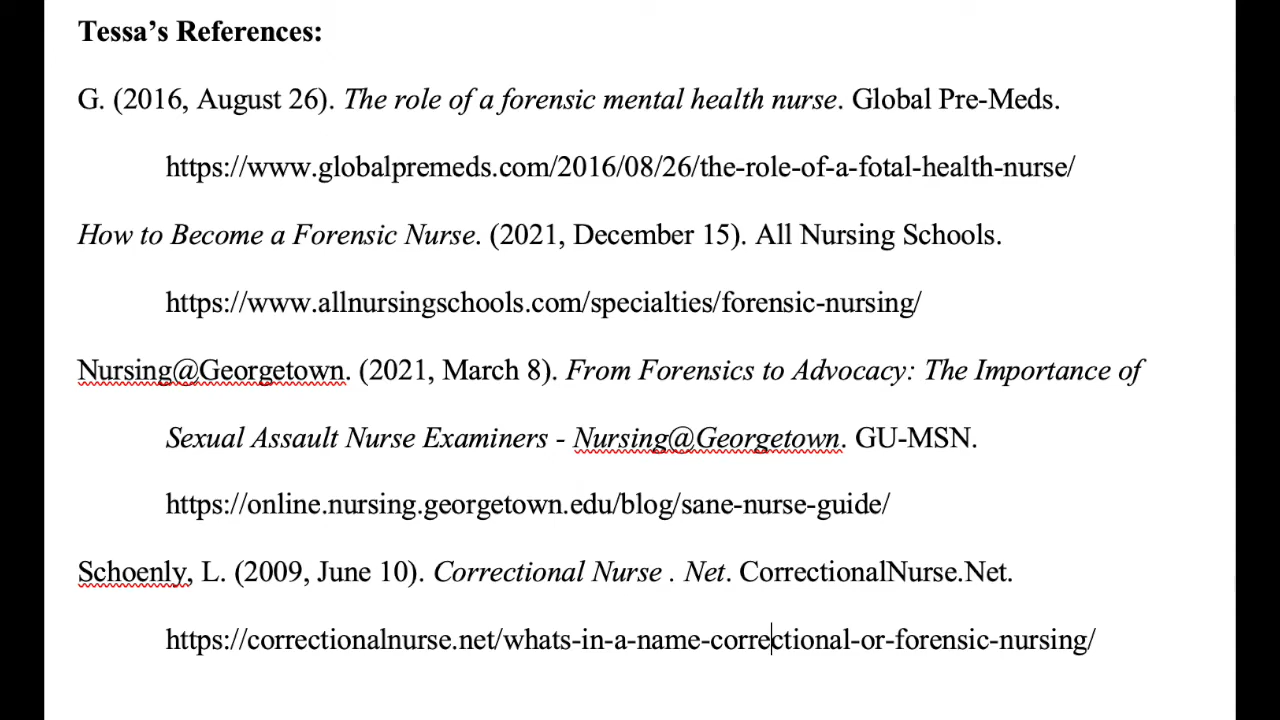 Tessa’s References:
G. (2016, August 26). The role of a forensic mental health nurse. Global Pre-Meds.
https://www.globalpremeds.com/2016/08/26/the-role-of-a-fotal-health-nurse/
How to Become a Forensic Nurse. (2021, December 15). All Nursing Schools.
https://www.allnursingschools.com/specialties/forensic-nursing/
Nursing@Georgetown. (2021, March 8). From Forensics to Advocacy: The Importance of
Sexual Assault Nurse Examiners - Nursing@Georgetown. GU-MSN.
https://online.nursing.georgetown.edu/blog/sane-nurse-guide/
Schoenly, L. (2009, June 10). Correctional Nurse . Net. CorrectionalNurse.Net.
https://correctionalnurse.net/whats-in-a-name-correctional-or-forensic-nursing/